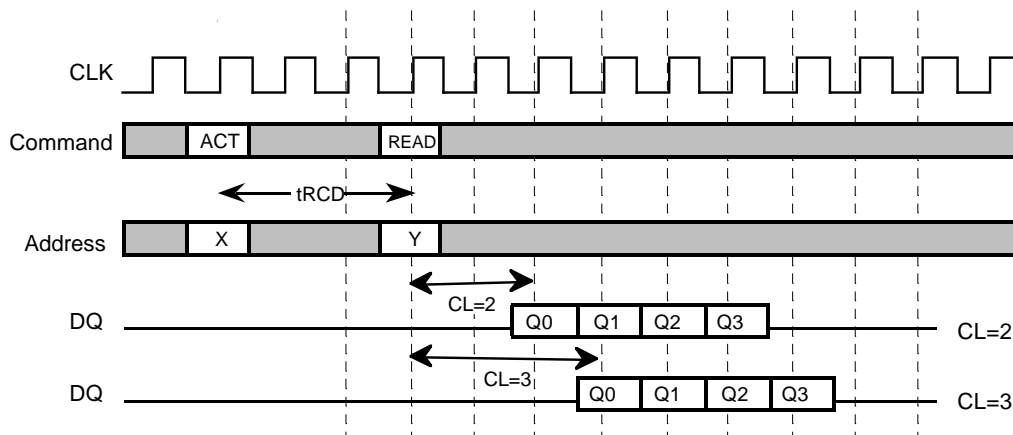 CLK
Command ACT READ
tRCD
Address X Y
CL=2
DQ Q0 Q1 Q2 Q3 CL=2
CL=3
DQ Q0 Q1 Q2 Q3 CL=3